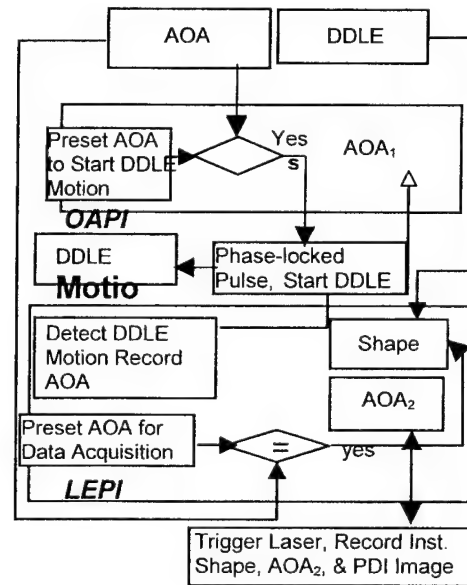 AOA
DDLE
Preset AOA
to Start DDLE
Motion
Yes
s
AOA₁
OAPI
DDLE
Motio
Phase-locked
Pulse, Start DDLE
Detect DDLE
Motion Record
AOA
Shape
AOA₂
Preset AOA for
Data Acquisition
=
yes
LEPI
Trigger Laser, Record Inst.
Shape, AOA₂, & PDI Image